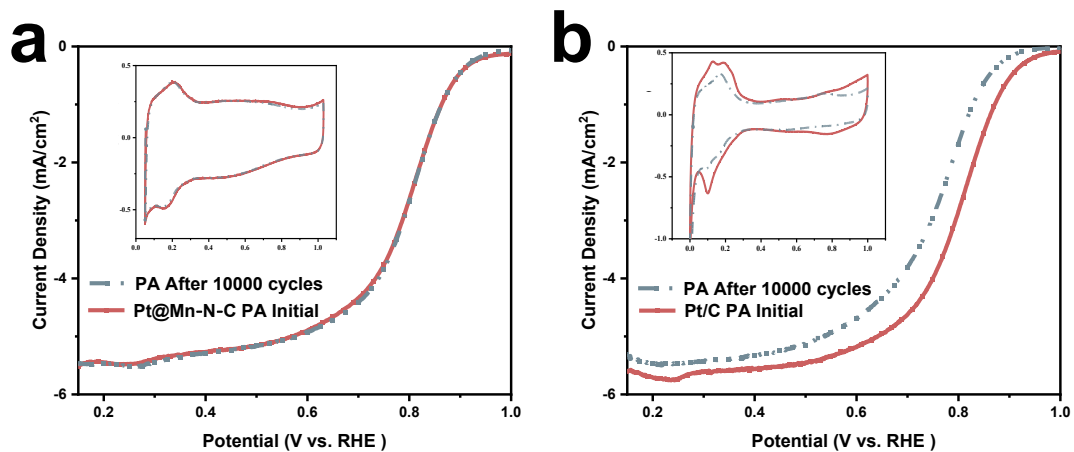 a
0
-2
-4
-6
Current Density (mA/cm²)
0.5
0.0
-0.5
0.0 0.2 0.4 0.6 0.8 1.0
PA After 10000 cycles
Pt@Mn-N-C PA Initial
0.2 0.4 0.6 0.8 1.0
Potential (V vs. RHE )
b
0
-2
-4
-6
Current Density (mA/cm²)
0.5
0.0
-0.5
-1.0
0.0 0.2 0.4 0.6 0.8 1.0
PA After 10000 cycles
Pt/C PA Initial
0.2 0.4 0.6 0.8 1.0
Potential (V vs. RHE )